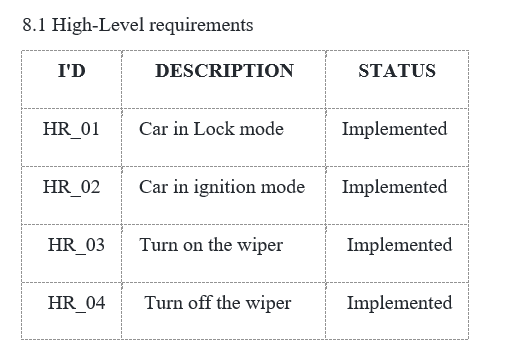 8.1 High-Level requirements
I'D DESCRIPTION STATUS
HR_01 Car in Lock mode Implemented
HR_02 Car in ignition mode Implemented
HR_03 Turn on the wiper Implemented
HR_04 Turn off the wiper Implemented